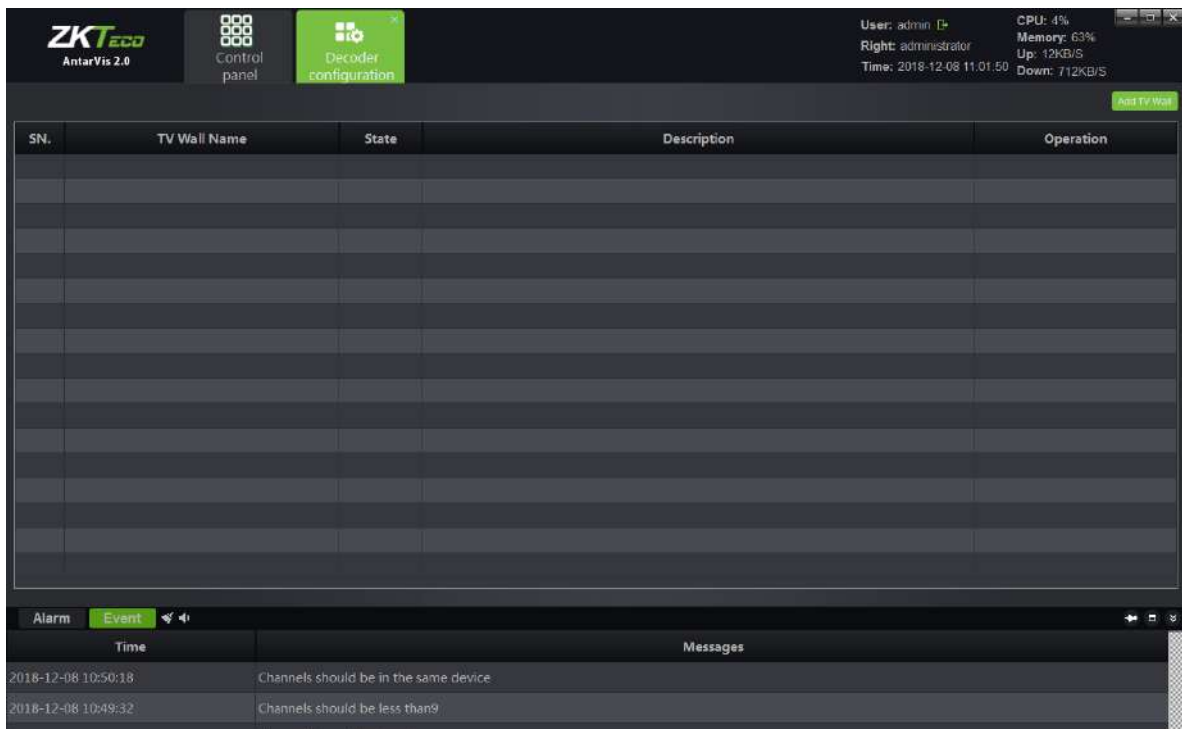 ZKTECO
AntarVis 2.0
Control
panel
Decoder
configuration
User: admin
Right: administrator
Time: 2018-12-08 11:01:50
CPU: 4%
Memory: 63%
Up: 12KB/S
Down: 712KB/S
Add TV Wall
SN. TV Wall Name State Description Operation
Alarm Event
Time Messages
2018-12-08 10:50:18 Channels should be in the same device
2018-12-08 10:49:32 Channels should be less than9